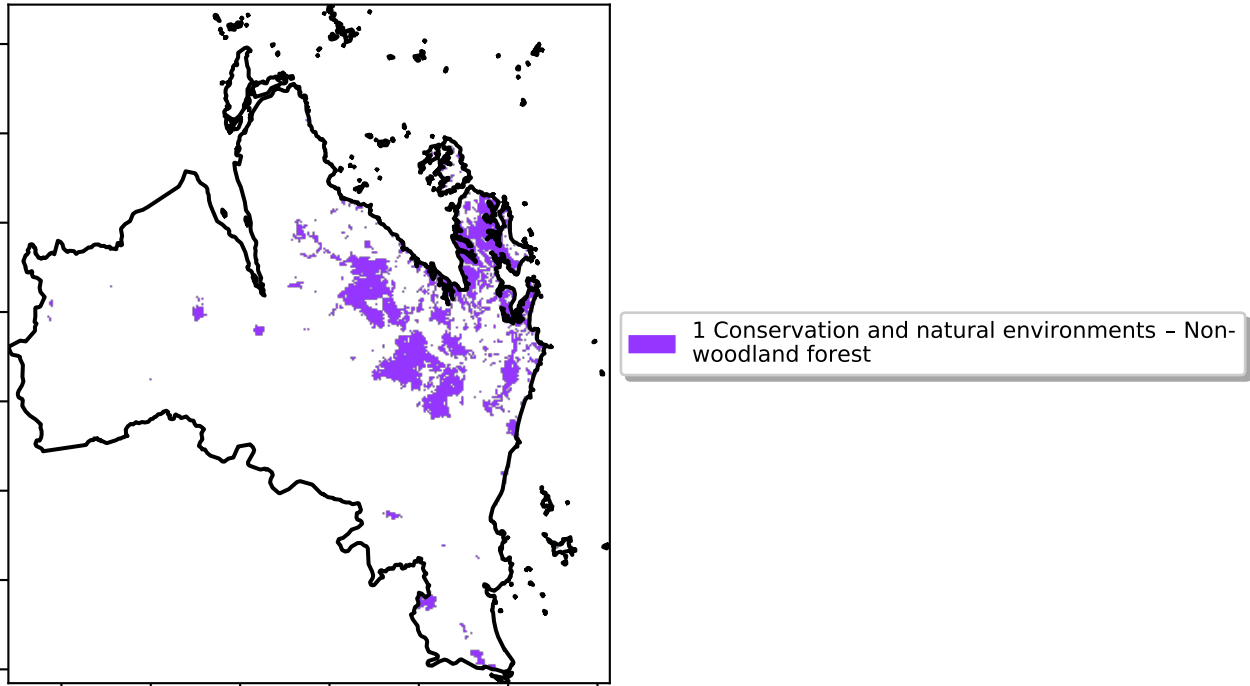 1 Conservation and natural environments – Non-
woodland forest